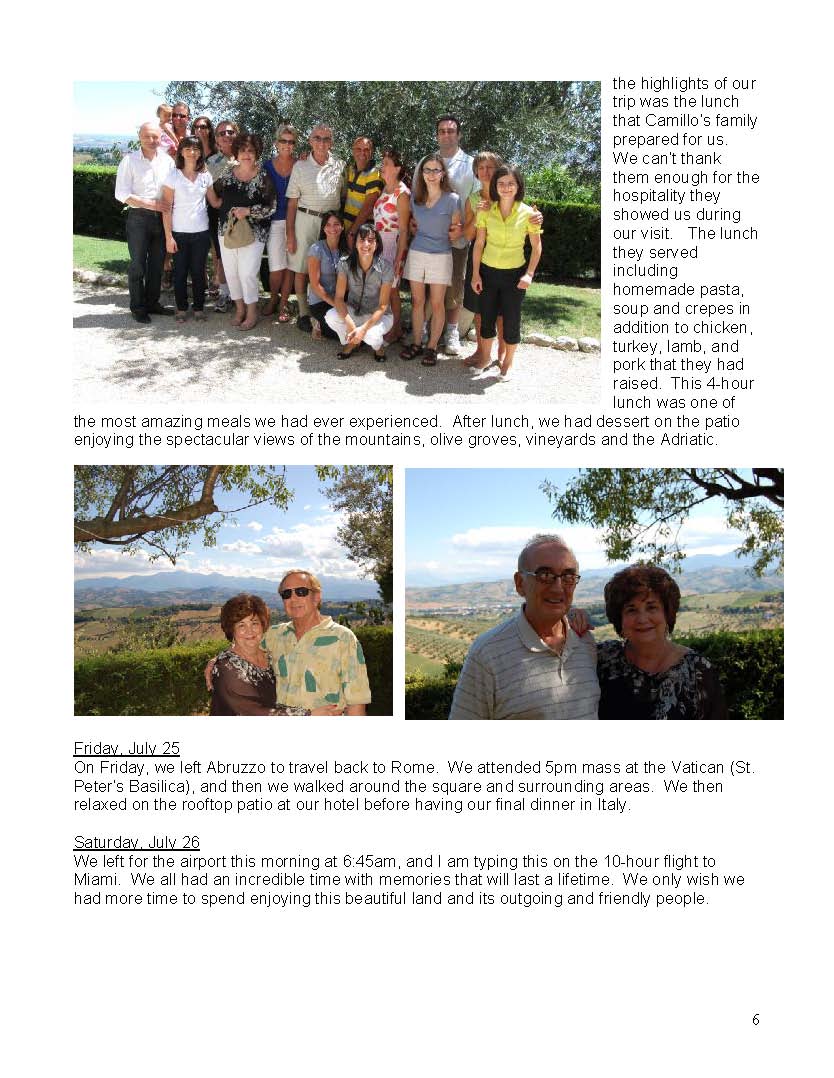 the highlights of our
trip was the lunch
that Camillo's family
prepared for us.
We can't thank
them enough for the
hospitality they
showed us during
our visit. The lunch
they served
including
homemade pasta,
soup and crepes in
addition to chicken,
turkey, lamb, and
pork that they had
raised. This 4-hour
lunch was one of
the most amazing meals we had ever experienced. After lunch, we had dessert on the patio
enjoying the spectacular views of the mountains, olive groves, vineyards and the Adriatic.
Friday, July 25
On Friday, we left Abruzzo to travel back to Rome. We attended 5pm mass at the Vatican (St.
Peter's Basilica), and then we walked around the square and surrounding areas. We then
relaxed on the rooftop patio at our hotel before having our final dinner in Italy.
Saturday, July 26
We left for the airport this morning at 6:45am, and I am typing this on the 10-hour flight to
Miami. We all had an incredible time with memories that will last a lifetime. We only wish we
had more time to spend enjoying this beautiful land and its outgoing and friendly people.
6